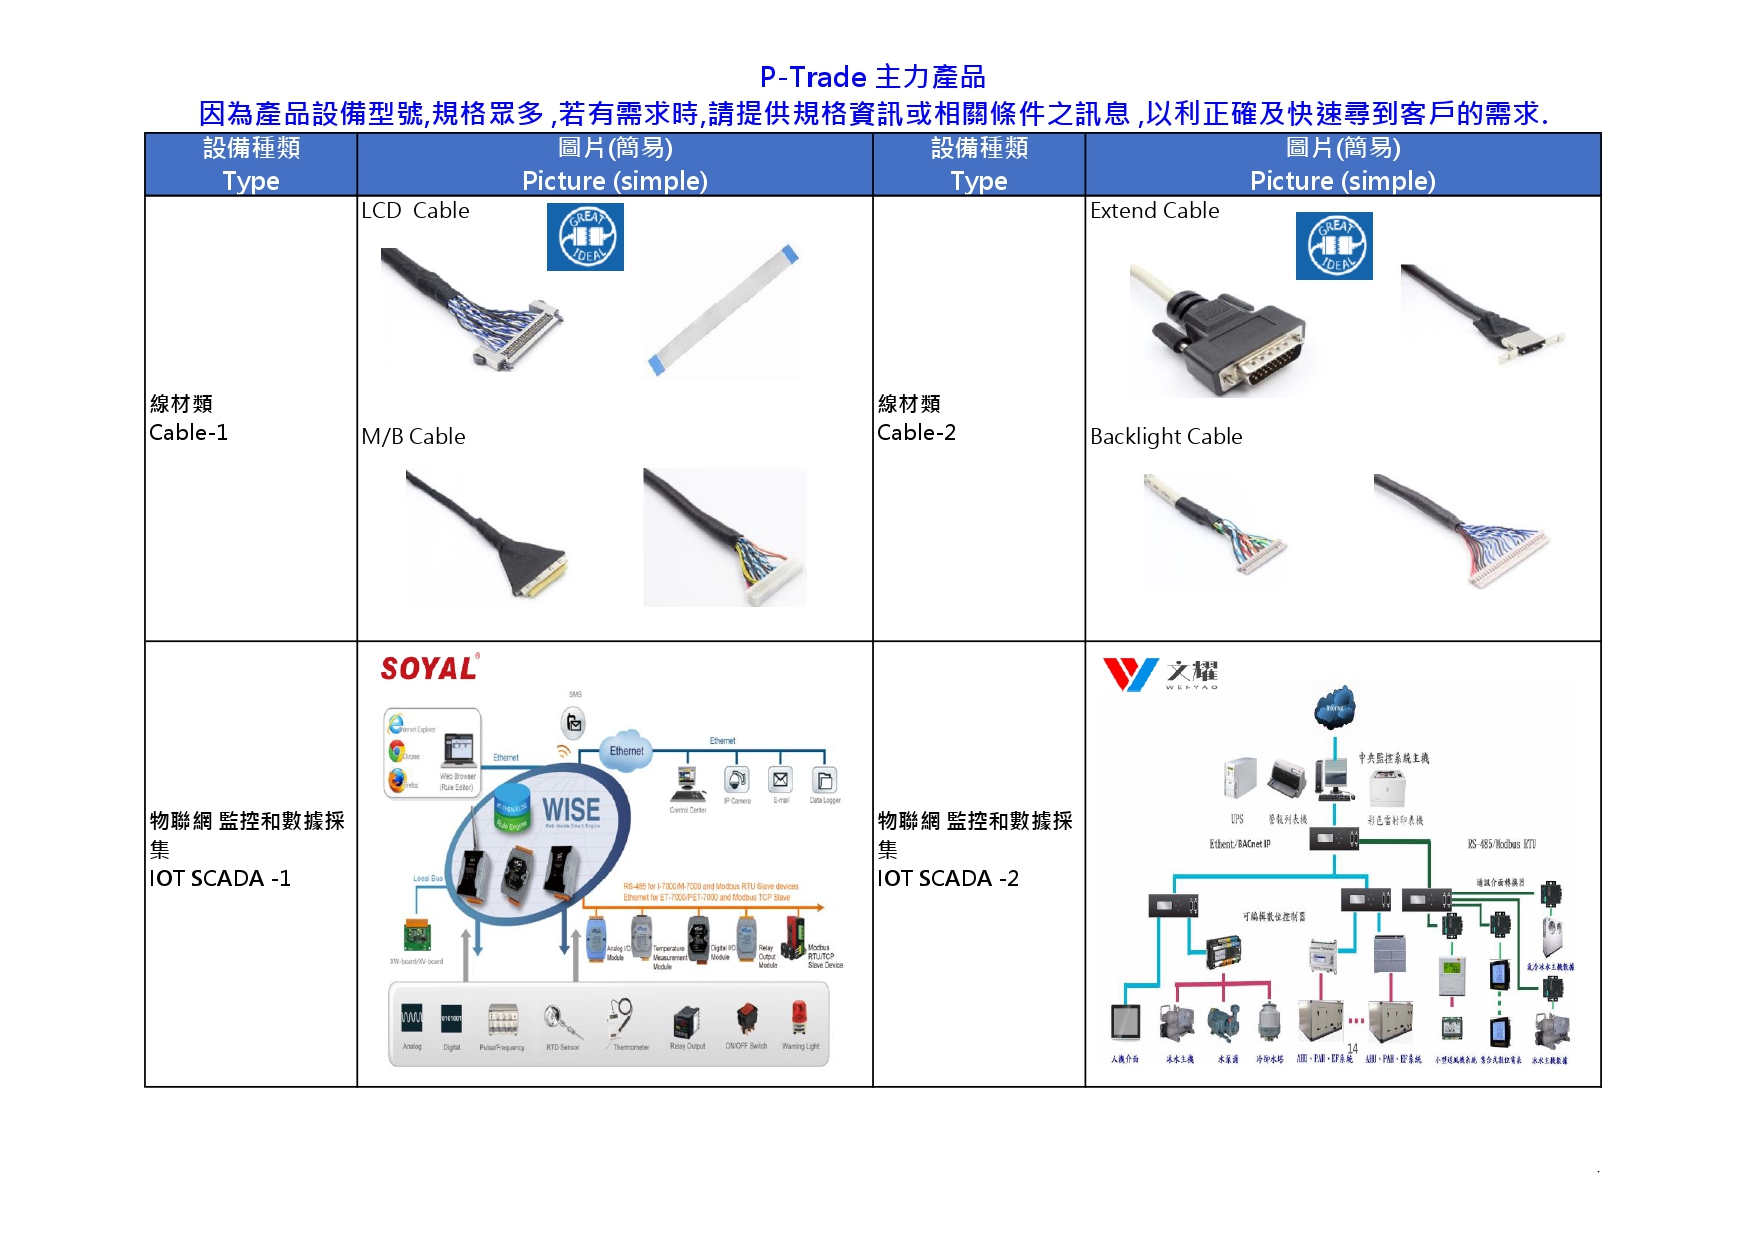 P-Trade 主力產品
因為產品設備型號,規格眾多 ,若有需求時,請提供規格資訊或相關條件之訊息 ,以利正確及快速尋到客戶的需求.
設備種類
Type
圖片(簡易)
Picture (simple)
設備種類
Type
圖片(簡易)
Picture (simple)
線材類
Cable-1
LCD Cable
GREAT
IDEAL
M/B Cable
線材類
Cable-2
Extend Cable
GREAT
IDEAL
Backlight Cable
物聯網 監控和數據採
集
IOT SCADA -1
SOYAL®
SMS
Internet Explorer
Chrome
Firefox
Web Browser
(Rule Editor)
Ethernet
Ethernet
Ethernet
Control Center
IP Camera
E-mail
Data Logger
WISE
Web Inside, Smart Engine
Rule Engine
Local Bus
XW-board/XV-board
RS-485 for I-7000/M-7000 and Modbus RTU Slave devices
Ethernet for ET-7000/PET-7000 and Modbus TCP Slave
Analog I/O
Module
Temperature
Measurement
Module
Digital I/O
Module
Relay
Output
Module
Modbus
RTU/TCP
Slave Device
0101001
Analog
Digital
Pulse/Frequency
RTD Sensor
Thermometer
Relay Output
ON/OFF Switch
Warning Light
物聯網 監控和數據採
集
IOT SCADA -2
文耀
WENYAO
Internet
中央監控系統主機
UPS
警報列表機
彩色雷射印表機
Ethent/BACnet IP
RS-485/Modbus RTU
通訊介面轉換器
可編輯數位控制器
氣冷冰水主機數據
人機介面
冰水主機
水泵浦
冷卻水塔
AHU、PAH、EF系統
14
AHU、PAH、EF系統
小型送風機系統
集合式數位電表
冰水主機數據